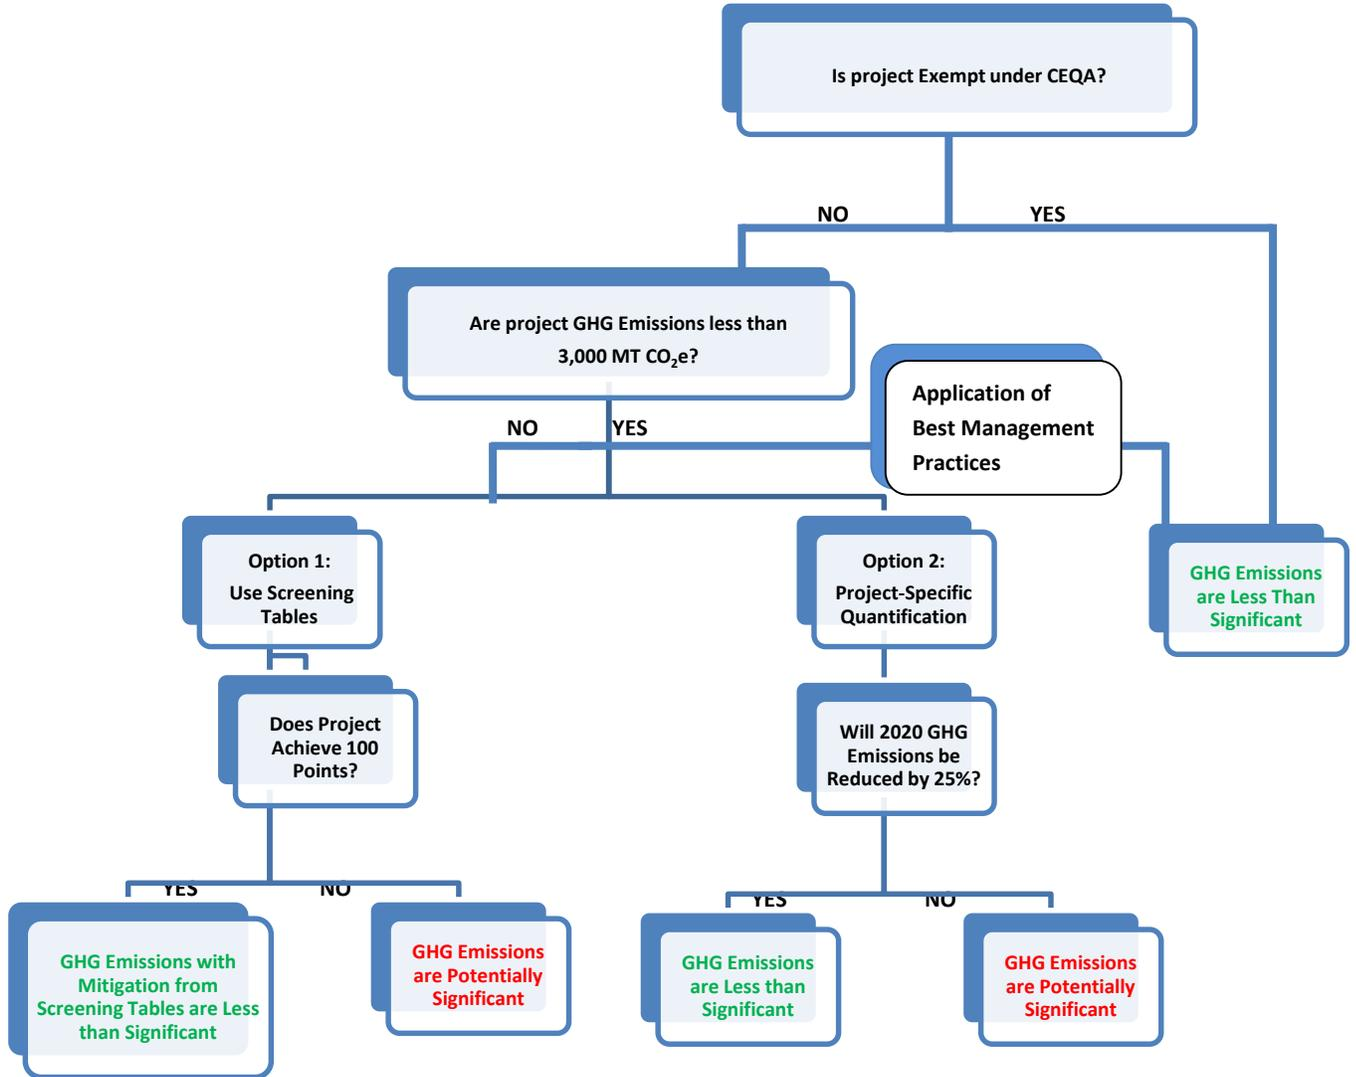 Is project Exempt under CEQA?
NO
YES
Are project GHG Emissions less than
3,000 MT CO₂e?
Application of
Best Management
Practices
NO
YES
Option 1:
Use Screening
Tables
Option 2:
Project-Specific
Quantification
GHG Emissions
are Less Than
Significant
Does Project
Achieve 100
Points?
Will 2020 GHG
Emissions be
Reduced by 25%?
YES
NO
YES
NO
GHG Emissions with
Mitigation from
Screening Tables are Less
than Significant
GHG Emissions
are Potentially
Significant
GHG Emissions
are Less than
Significant
GHG Emissions
are Potentially
Significant